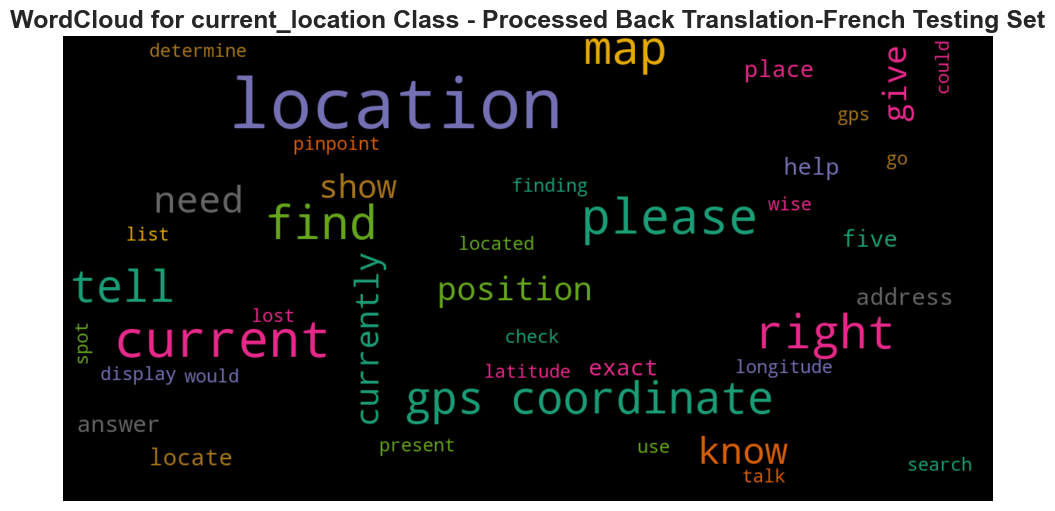 WordCloud for current_location Class - Processed Back Translation-French Testing Set
determine
map
place
give
could
location
gps
pinpoint
help
go
show
finding
need
find
please
wise
list
located
five
tell
currently
position
address
lost
current
spot
check
right
display would
latitude
exact
longitude
gps coordinate
answer
present
use
know
locate
talk
search